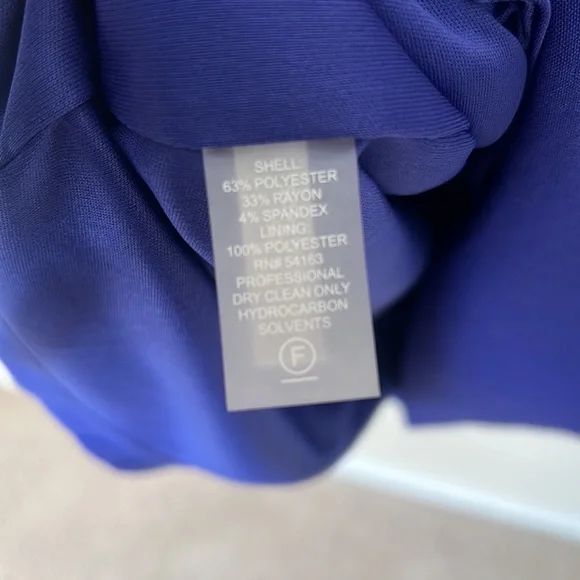 SHELL:
63% POLYESTER
33% RAYON
4% SPANDEX
LINING:
100% POLYESTER
RN# 54163
PROFESSIONAL
DRY CLEAN ONLY
HYDROCARBON
SOLVENTS
F